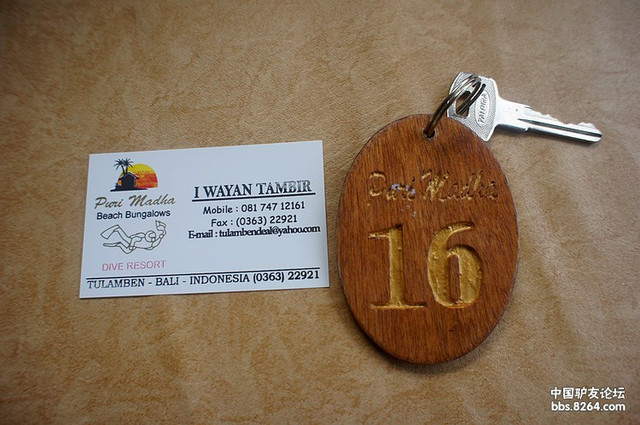 Puri Madha
Beach Bungalows
DIVE RESORT
I WAYAN TAMBIR
Mobile : 081 747 12161
Fax : (0363) 22921
E-mail : tulambendeal@yahoo.com
TULAMBEN - BALI - INDONESIA (0363) 22921
Puri Madha
16
中国驴友论坛
bbs.8264.com